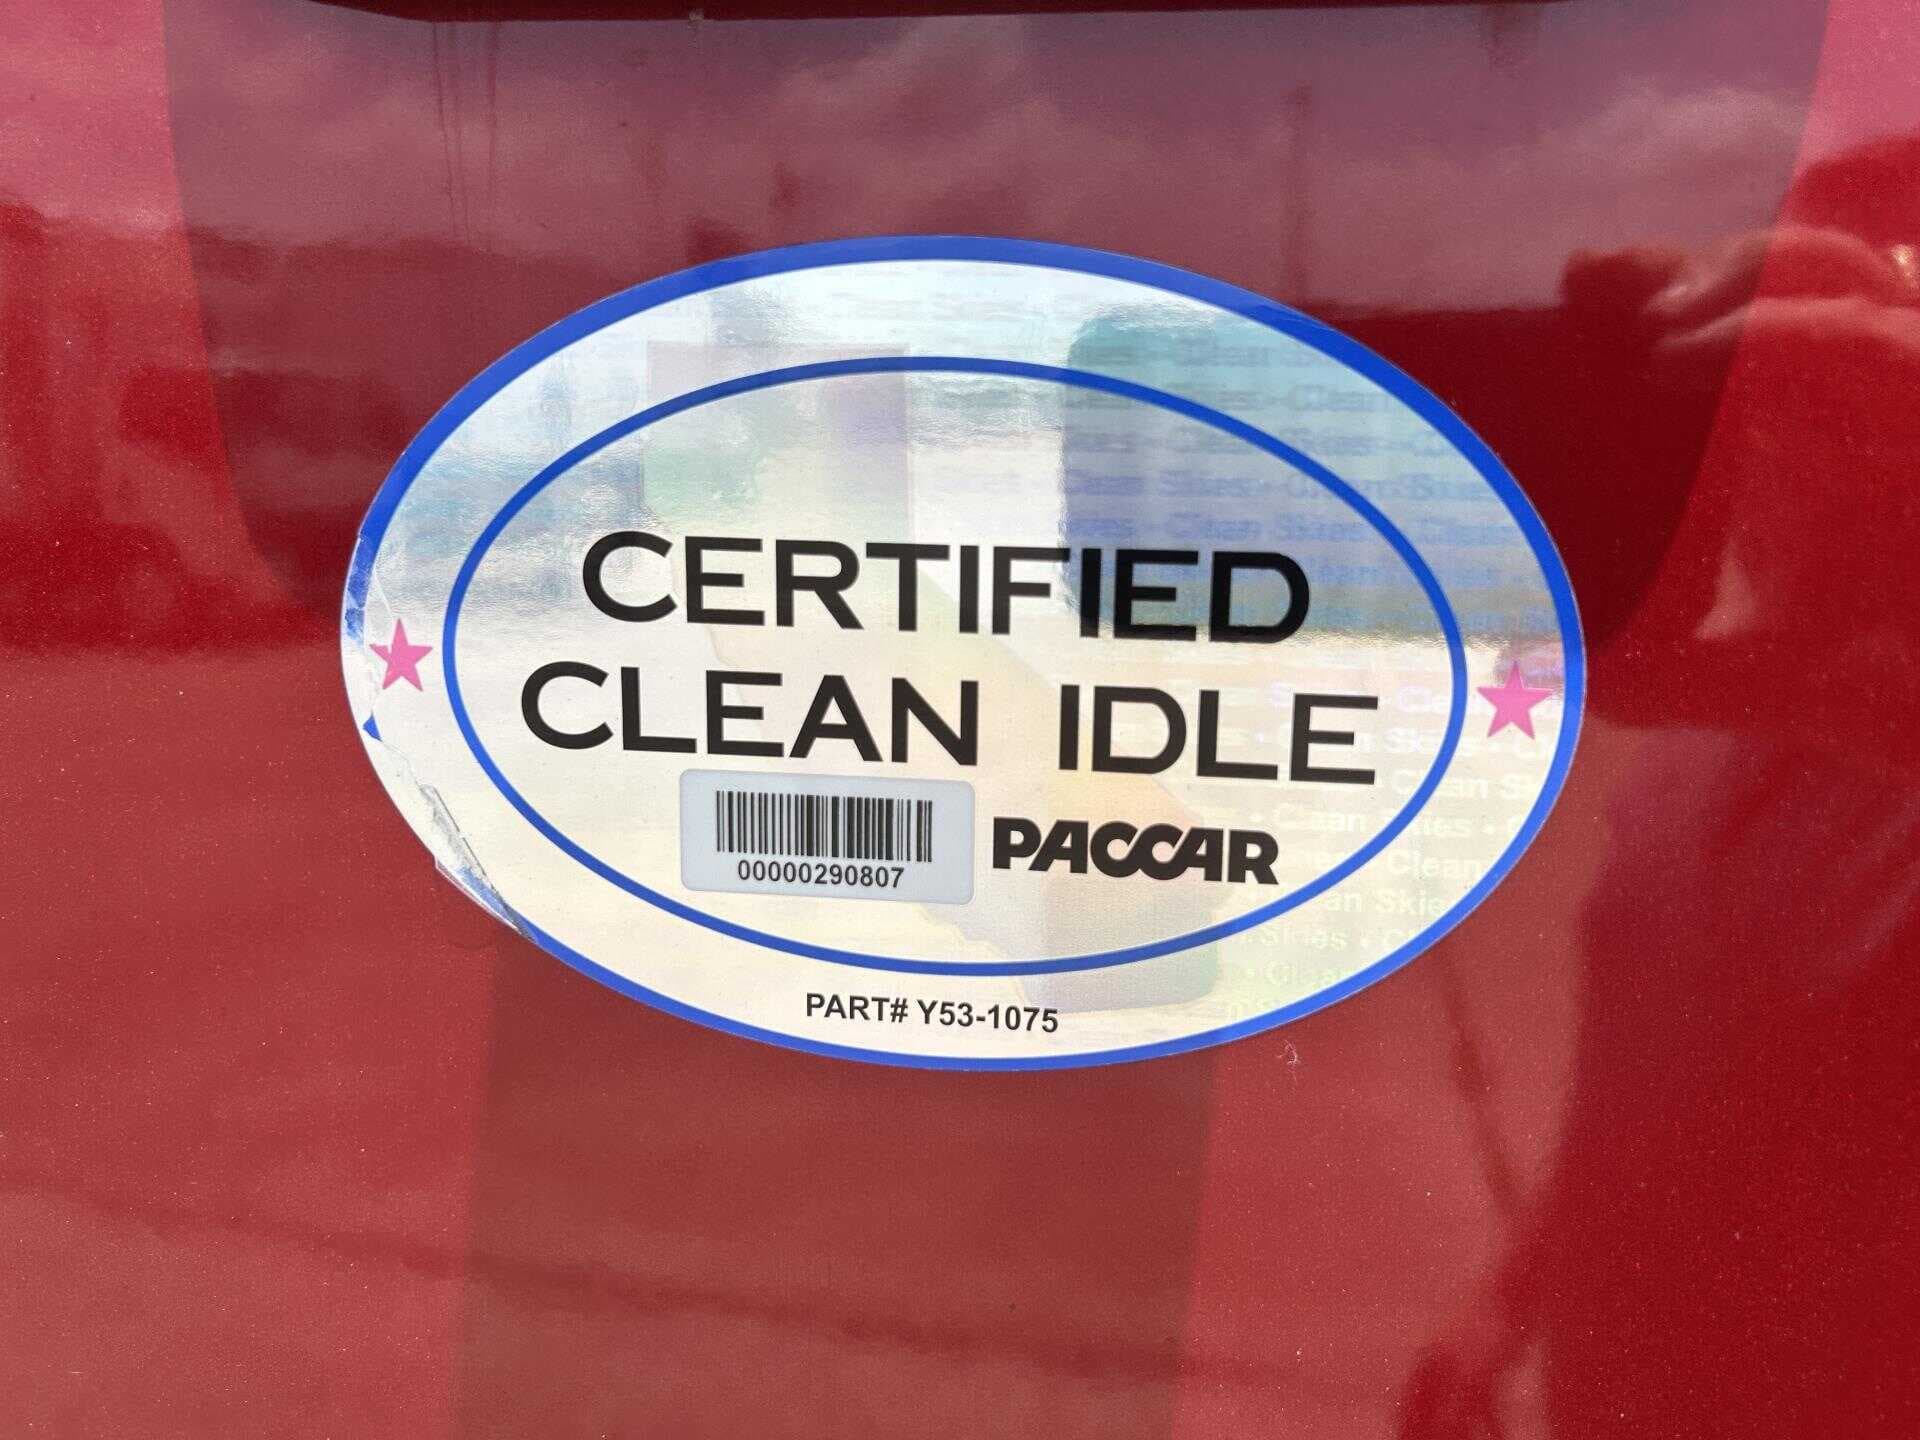 CERTIFIED
CLEAN IDLE
00000290807
PACCAR
PART# Y53-1075